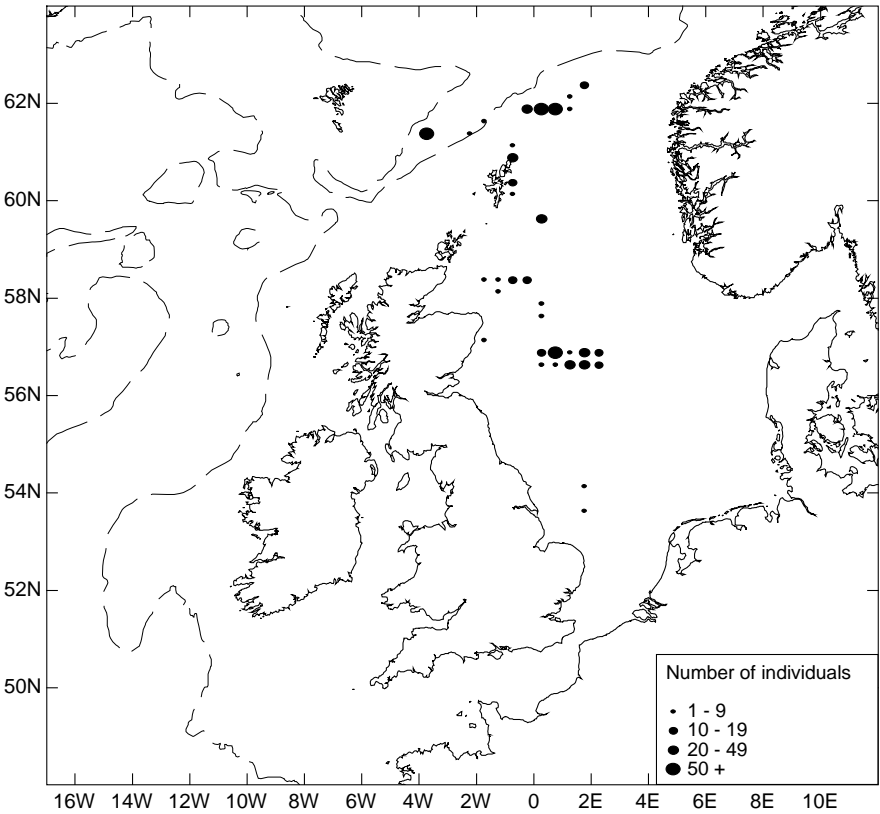 62N
60N
58N
56N
54N
52N
50N
Number of individuals
1 - 9
10 - 19
20 - 49
50 +
16W 14W 12W 10W 8W 6W 4W 2W 0 2E 4E 6E 8E 10E